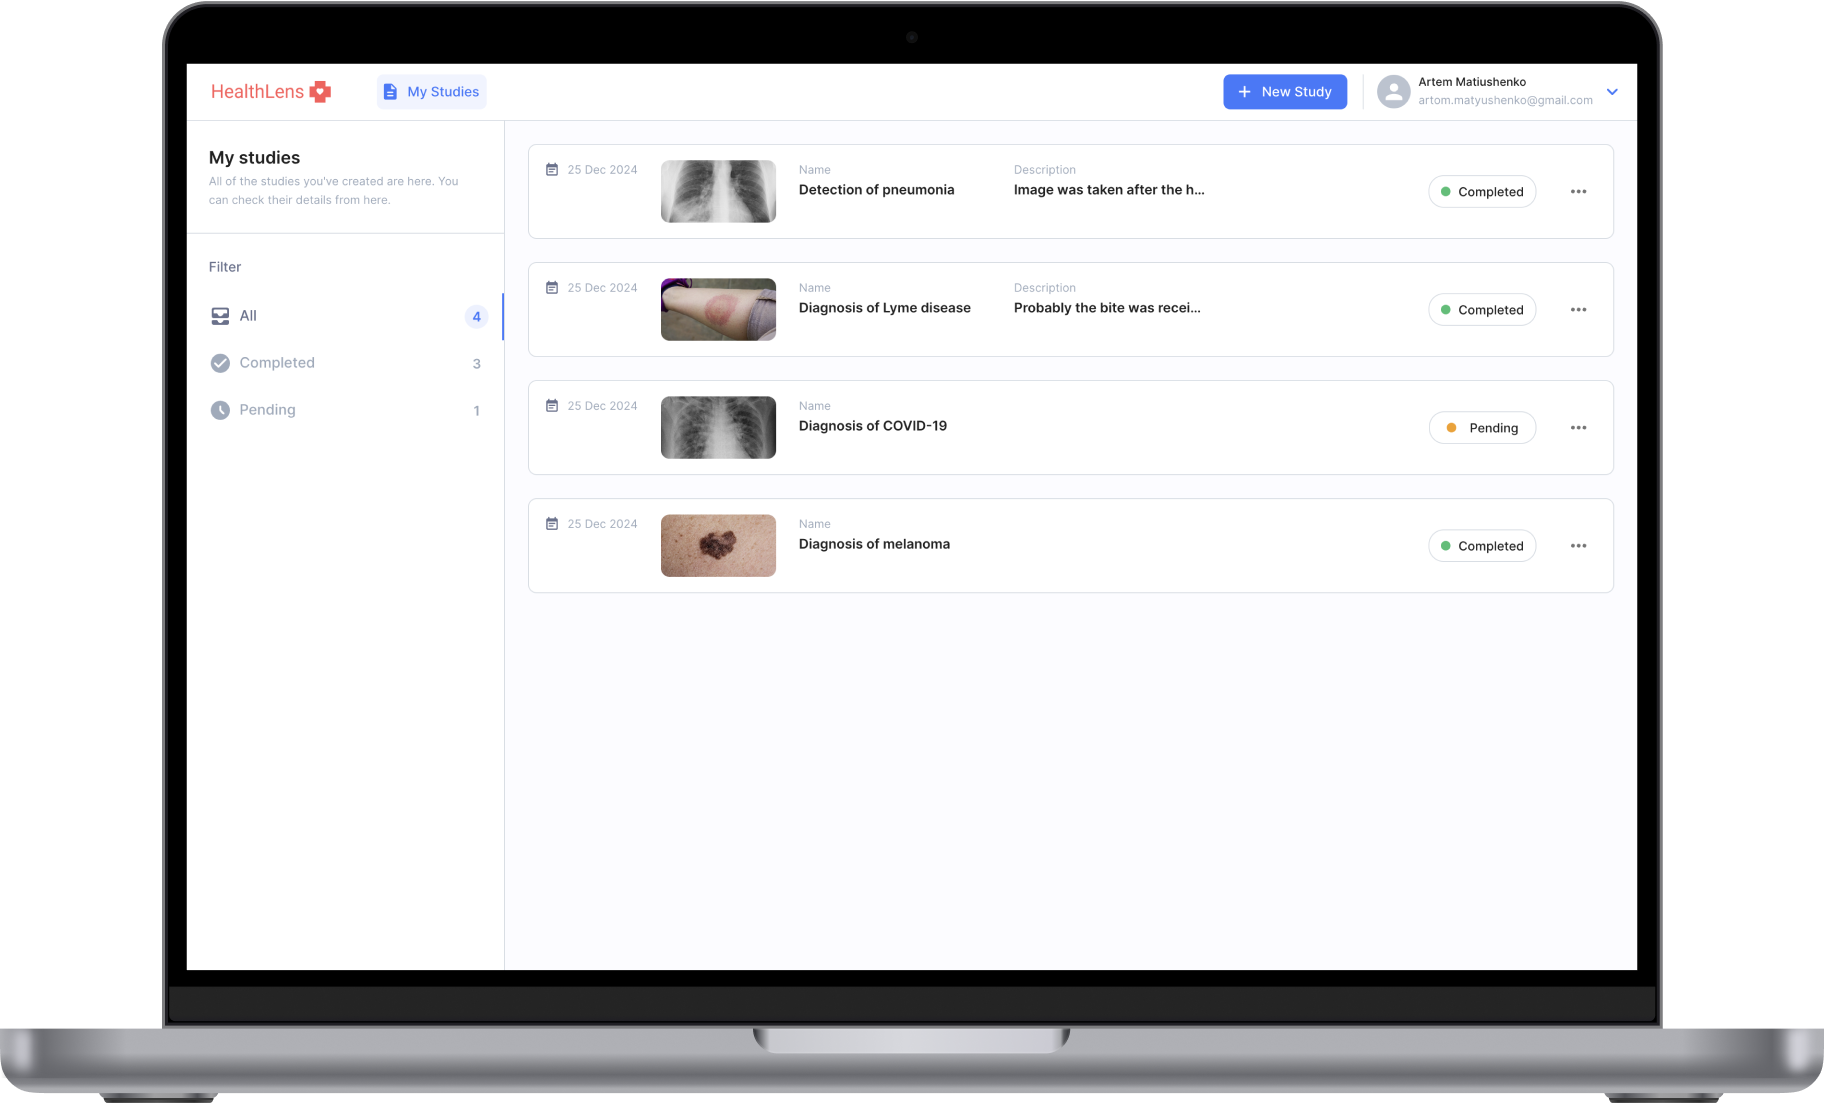 HealthLens
My Studies
New Study
Artem Matiushenko
artom.matyushenko@gmail.com
My studies
All of the studies you've created are here. You
can check their details from here.
Filter
All 4
Completed 3
Pending 1
25 Dec 2024
Name
Detection of pneumonia
Description
Image was taken after the h...
Completed
25 Dec 2024
Name
Diagnosis of Lyme disease
Description
Probably the bite was recei...
Completed
25 Dec 2024
Name
Diagnosis of COVID-19
Pending
25 Dec 2024
Name
Diagnosis of melanoma
Completed